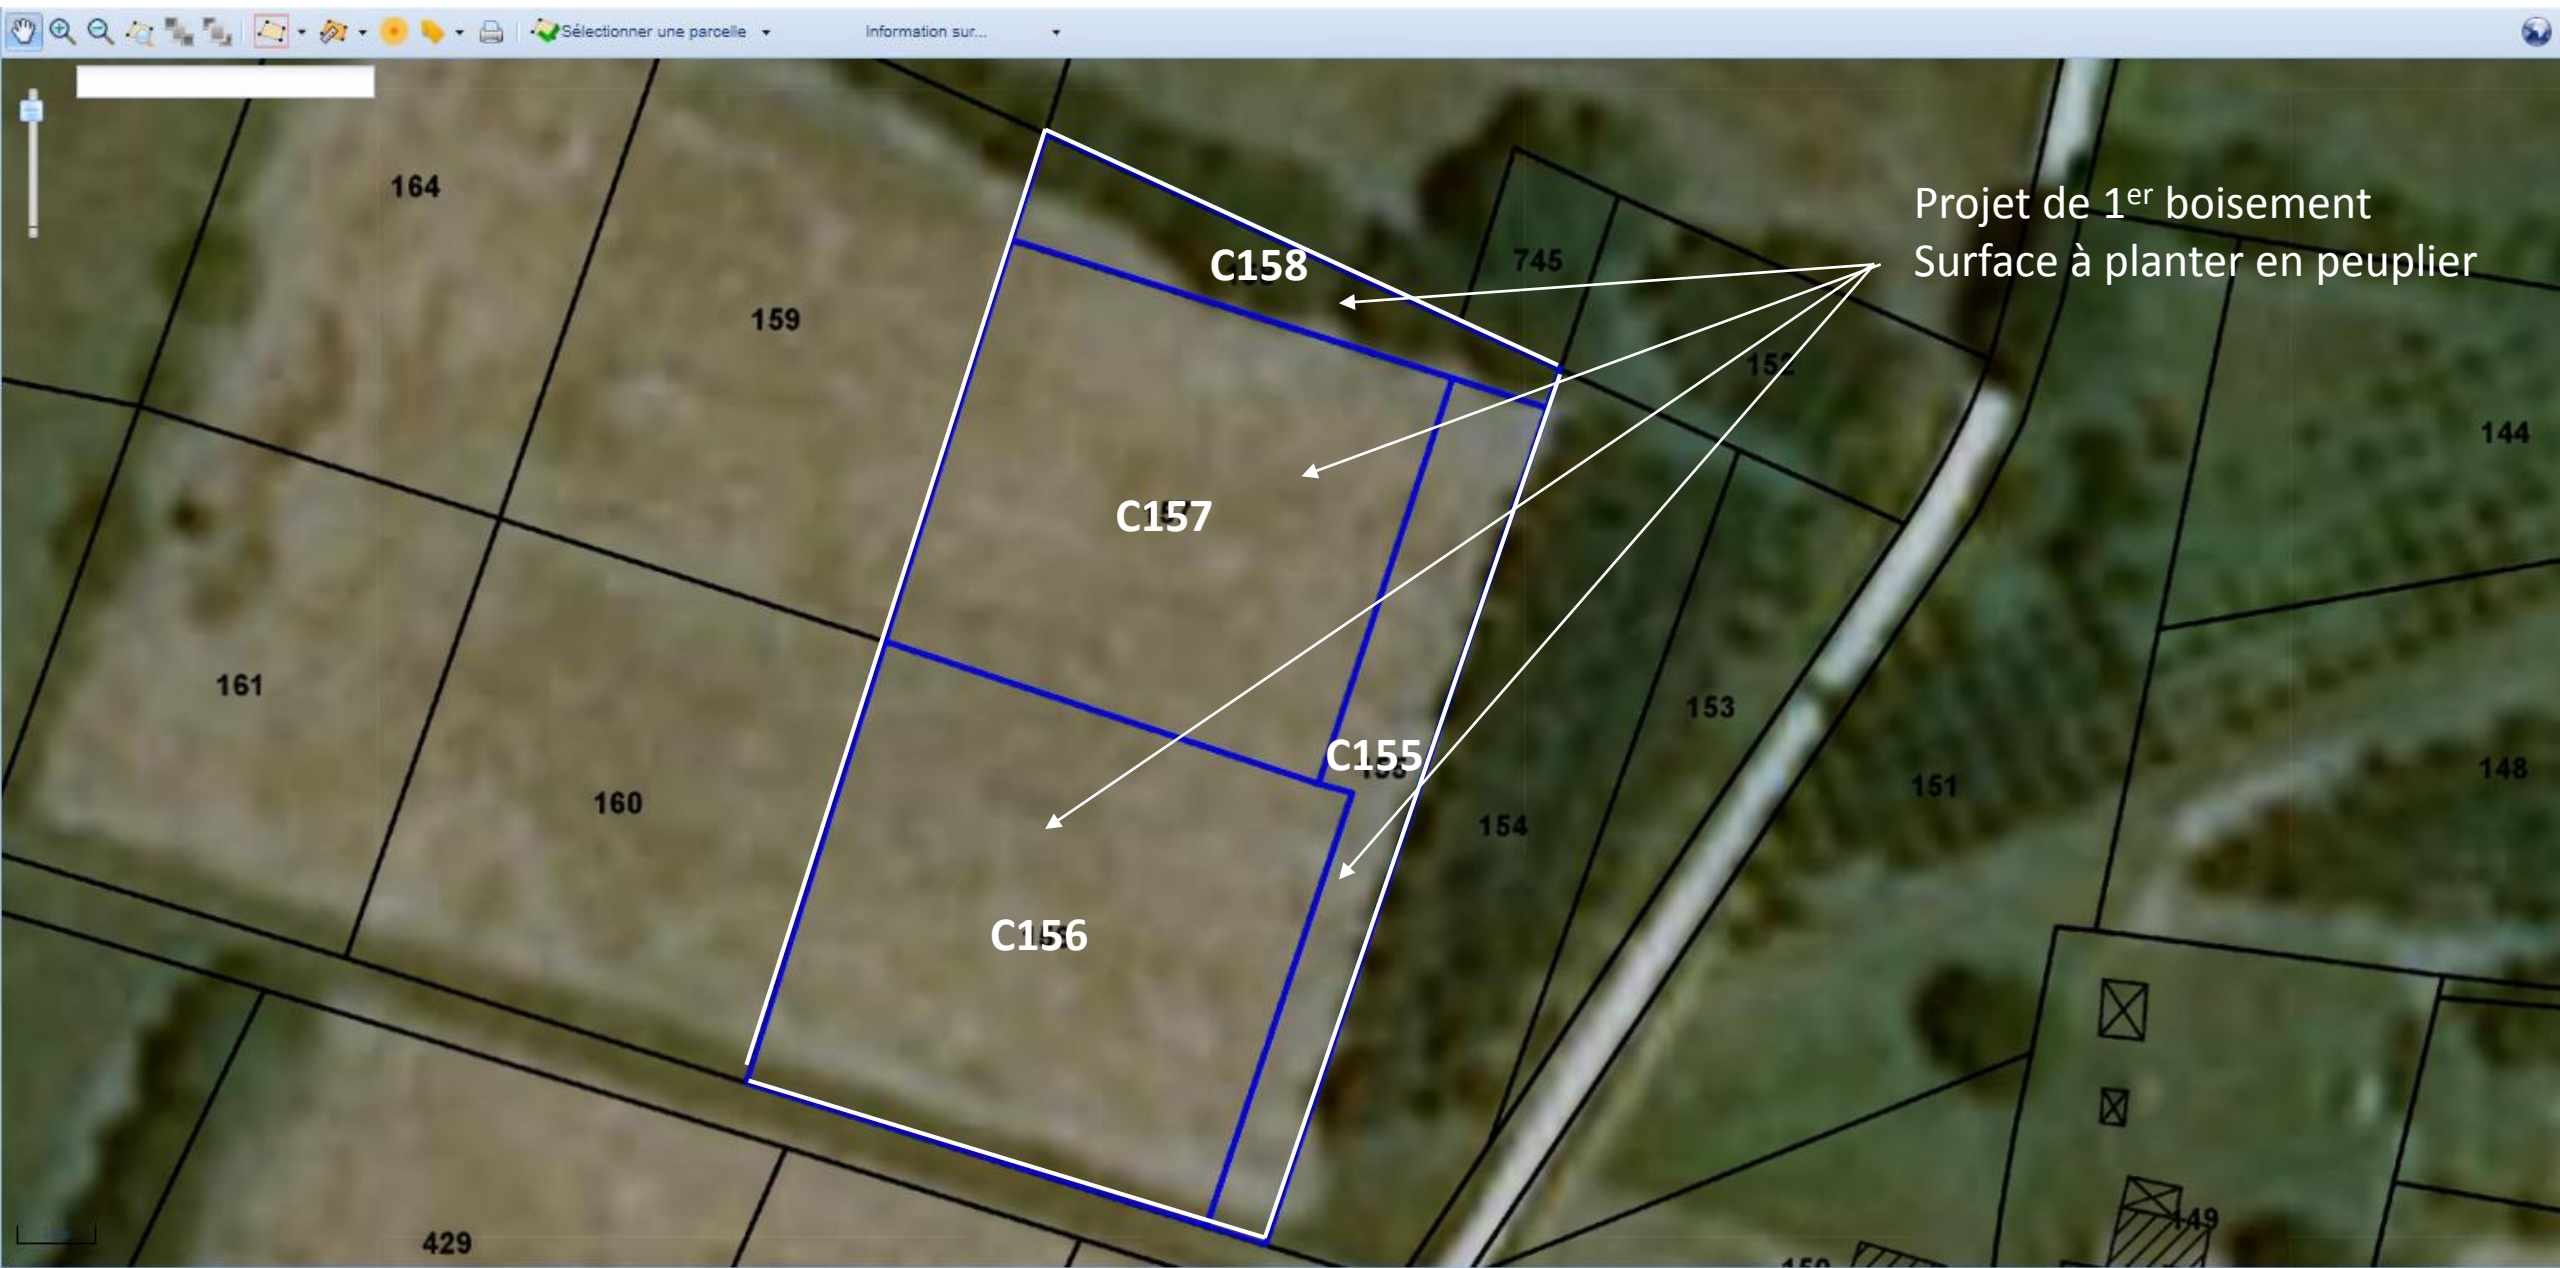 Sélectionner une parcelle
Information sur...
164
Projet de 1er boisement
Surface à planter en peuplier
C158
745
159
152
144
C157
161
153
C155
148
151
160
154
C156
149
429